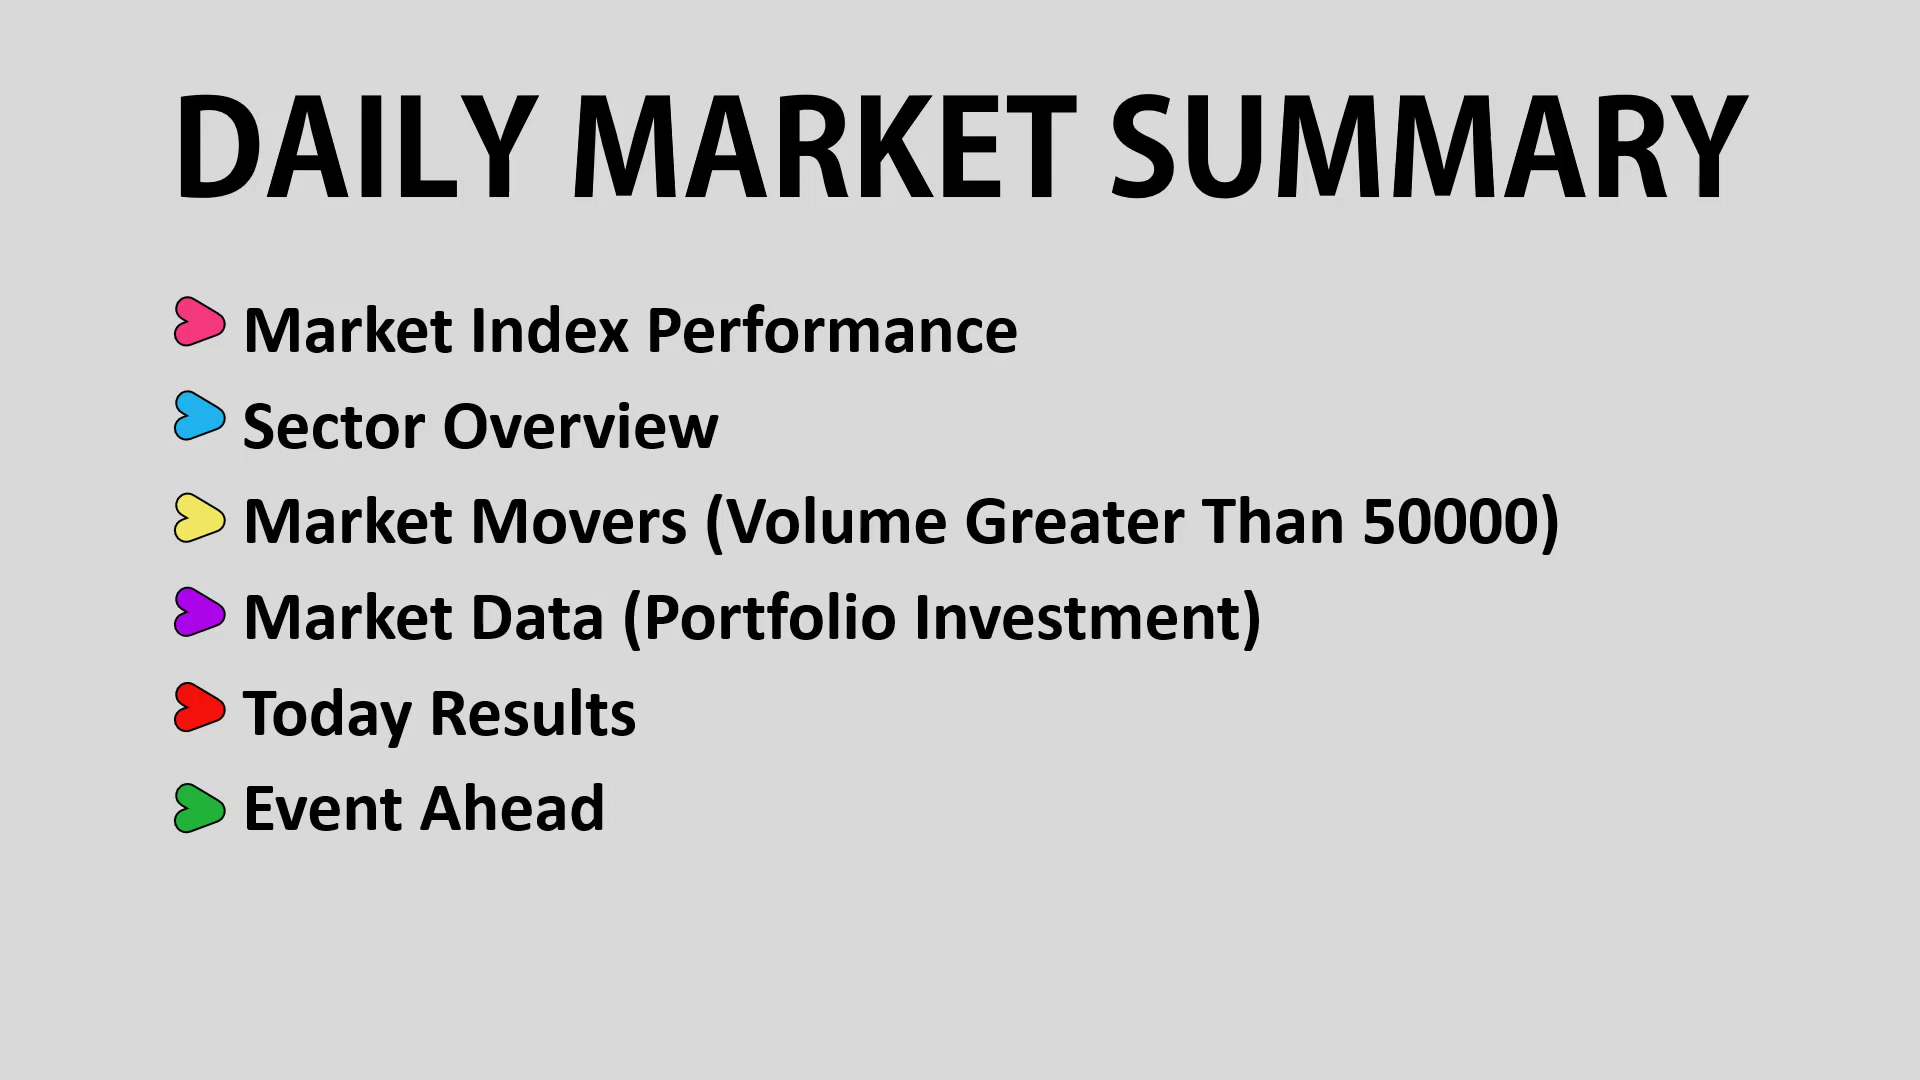 DAILY MARKET SUMMARY
Market Index Performance
Sector Overview
Market Movers (Volume Greater Than 50000)
Market Data (Portfolio Investment)
Today Results
Event Ahead